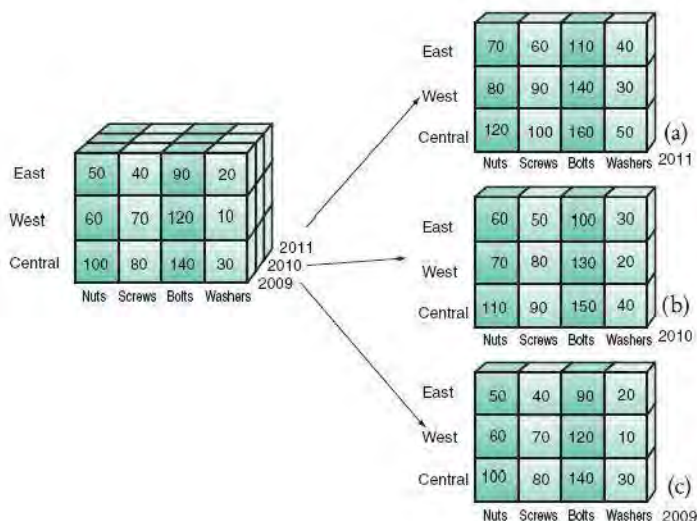 East 50 40 90 20
West 60 70 120 10
Central 100 80 140 30
2011
2010
2009
Nuts Screws Bolts Washers
East 70 60 110 40
West 80 90 140 30
Central 120 100 160 50 (a)
Nuts Screws Bolts Washers 2011
East 60 50 100 30
West 70 80 130 20
Central 110 90 150 40 (b)
Nuts Screws Bolts Washers 2010
East 50 40 90 20
West 60 70 120 10
Central 100 80 140 30 (c)
Nuts Screws Bolts Washers 2009